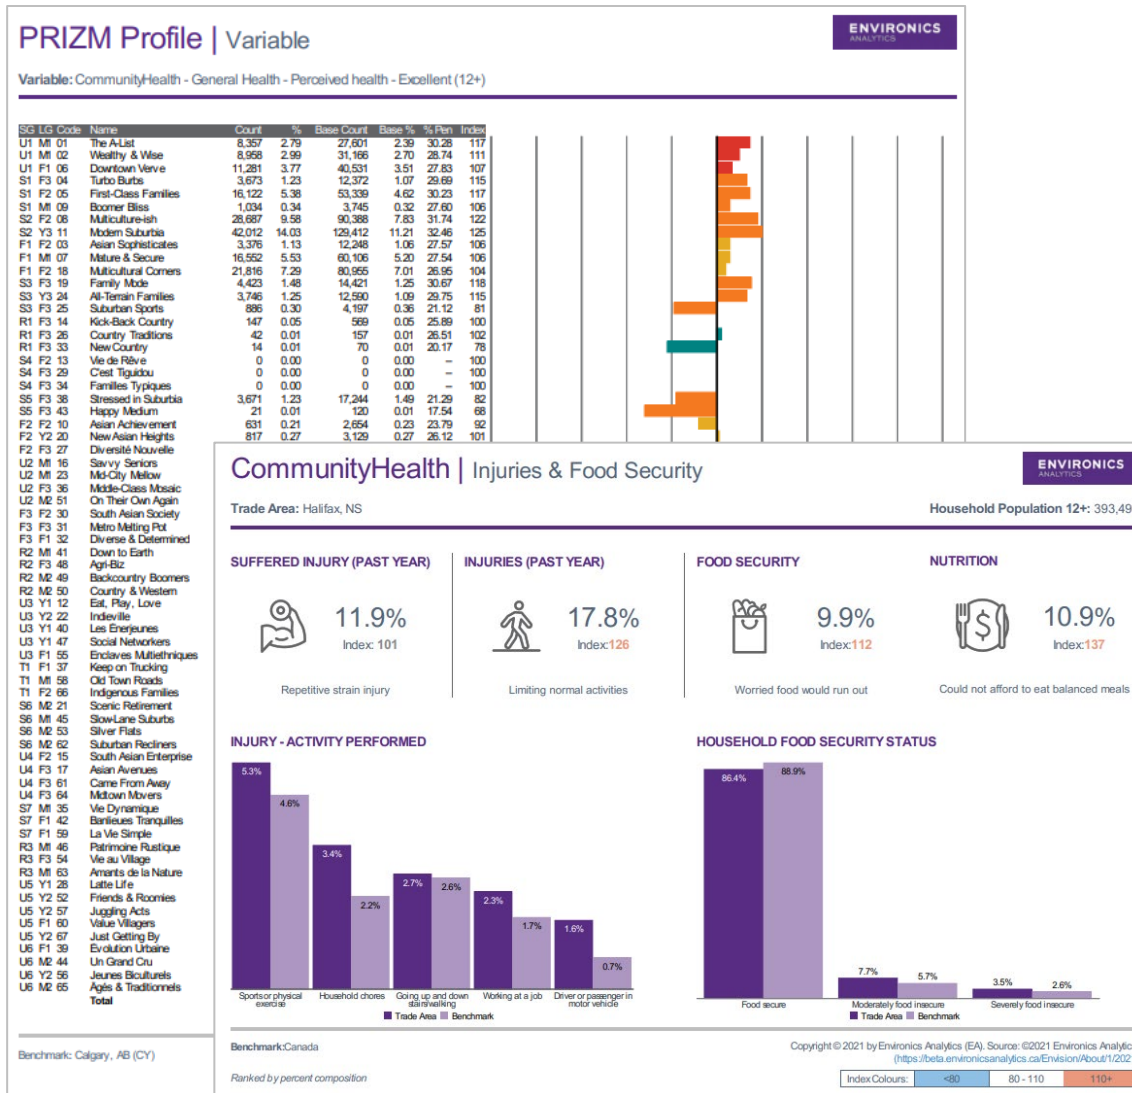 PRIZM Profile | Variable
ENVIRONICS
ANALYTICS
Variable: CommunityHealth - General Health - Perceived health - Excellent (12+)
SG LG Code Name Count % Base Count Base % % Pen Index
U1 M1 01 The A-List 8,357 2.79 27,601 2.39 30.28 117
U1 M1 02 Wealthy & Wise 8,958 2.99 31,166 2.70 28.74 111
U1 F1 06 Downtown Verve 11,281 3.77 40,531 3.51 27.83 107
S1 F3 04 Turbo Burbs 3,673 1.23 12,372 1.07 29.69 115
S1 F2 05 First-Class Families 16,122 5.38 53,339 4.62 30.23 117
S1 M1 09 Boomer Bliss 1,034 0.34 3,745 0.32 27.60 106
S2 F2 08 Multiculture-ish 28,687 9.58 90,388 7.83 31.74 122
S2 Y3 11 Modern Suburbia 42,012 14.03 129,412 11.21 32.46 125
F1 F2 03 Asian Sophisticates 3,376 1.13 12,248 1.06 27.57 106
F1 M1 07 Mature & Secure 16,552 5.53 60,106 5.20 27.54 106
F1 F2 18 Multicultural Corners 21,816 7.29 80,955 7.01 26.95 104
S3 F3 19 Family Mode 4,423 1.48 14,421 1.25 30.67 118
S3 Y3 24 All-Terrain Families 3,746 1.25 12,590 1.09 29.75 115
S3 F3 25 Suburban Sports 886 0.30 4,197 0.36 21.12 81
R1 F3 14 Kick-Back Country 147 0.05 569 0.05 25.89 100
R1 F3 26 Country Traditions 42 0.01 157 0.01 26.51 102
R1 F3 33 New Country 14 0.01 70 0.01 20.17 78
S4 F2 13 Vie de Rêve 0 0.00 0 0.00 – 100
S4 F3 29 C'est Tiguidou 0 0.00 0 0.00 – 100
S4 F3 34 Familles Typiques 0 0.00 0 0.00 – 100
S5 F3 38 Stressed in Suburbia 3,671 1.23 17,244 1.49 21.29 82
S5 F3 43 Happy Medium 21 0.01 120 0.01 17.54 68
F2 F2 10 Asian Achievement 631 0.21 2,654 0.23 23.79 92
F2 Y2 20 New Asian Heights 817 0.27 3,129 0.27 26.12 101
F2 F3 27 Diversité Nouvelle
U2 M1 16 Savvy Seniors
U2 M1 23 Mid-City Mellow
U2 F3 36 Middle-Class Mosaic
U2 M2 51 On Their Own Again
F3 F2 30 South Asian Society
F3 F3 31 Metro Melting Pot
F3 F1 32 Diverse & Determined
R2 M1 41 Down to Earth
R2 F3 48 Agri-Biz
R2 M2 49 Backcountry Boomers
R2 M2 50 Country & Western
U3 Y1 12 Eat, Play, Love
U3 Y2 22 Indieville
U3 Y1 40 Les Énerjeunes
U3 Y1 47 Social Networkers
U3 F1 55 Enclaves Multiethniques
T1 F1 37 Keep on Trucking
T1 M1 58 Old Town Roads
T1 F2 66 Indigenous Families
S6 M2 21 Scenic Retirement
S6 M1 45 Slow-Lane Suburbs
S6 M2 53 Silver Flats
S6 M2 62 Suburban Recliners
U4 F2 15 South Asian Enterprise
U4 F3 17 Asian Avenues
U4 F3 61 Came From Away
U4 F3 64 Midtown Movers
S7 M1 35 Vie Dynamique
S7 F1 42 Banlieues Tranquilles
S7 F1 59 La Vie Simple
R3 M1 46 Patrimoine Rustique
R3 F3 54 Vie au Village
R3 M1 63 Amants de la Nature
U5 Y1 28 Latte Life
U5 Y2 52 Friends & Roomies
U5 Y2 57 Juggling Acts
U5 F1 60 Value Villagers
U5 Y2 67 Just Getting By
U6 F1 39 Évolution Urbaine
U6 M2 44 Un Grand Cru
U6 Y2 56 Jeunes Biculturels
U6 M2 65 Âgés & Traditionnels
Total
Benchmark: Calgary, AB (CY)
CommunityHealth | Injuries & Food Security
ENVIRONICS
ANALYTICS
Trade Area: Halifax, NS
Household Population 12+: 393,49
SUFFERED INJURY (PAST YEAR)
11.9%
Index: 101
Repetitive strain injury
INJURIES (PAST YEAR)
17.8%
Index:126
Limiting normal activities
FOOD SECURITY
9.9%
Index:112
Worried food would run out
NUTRITION
$
10.9%
Index:137
Could not afford to eat balanced meals
INJURY - ACTIVITY PERFORMED
5.3%
4.6%
3.4%
2.2%
2.7%
2.6%
2.3%
1.7%
1.6%
0.7%
Sports or physical exercise
Household chores
Going up and down stairs/walking
Working at a job
Driver or passenger in motor vehicle
Trade Area Benchmark
HOUSEHOLD FOOD SECURITY STATUS
86.4%
88.9%
7.7%
5.7%
3.5%
2.6%
Food secure
Moderately food insecure
Severely food insecure
Trade Area Benchmark
Benchmark:Canada
Copyright © 2021 by Environics Analytics (EA). Source: ©2021 Environics Analytic
(https://beta.environicsanalytics.ca/Envision/About/1/202
Ranked by percent composition
Index Colours: <80 80 - 110 110+